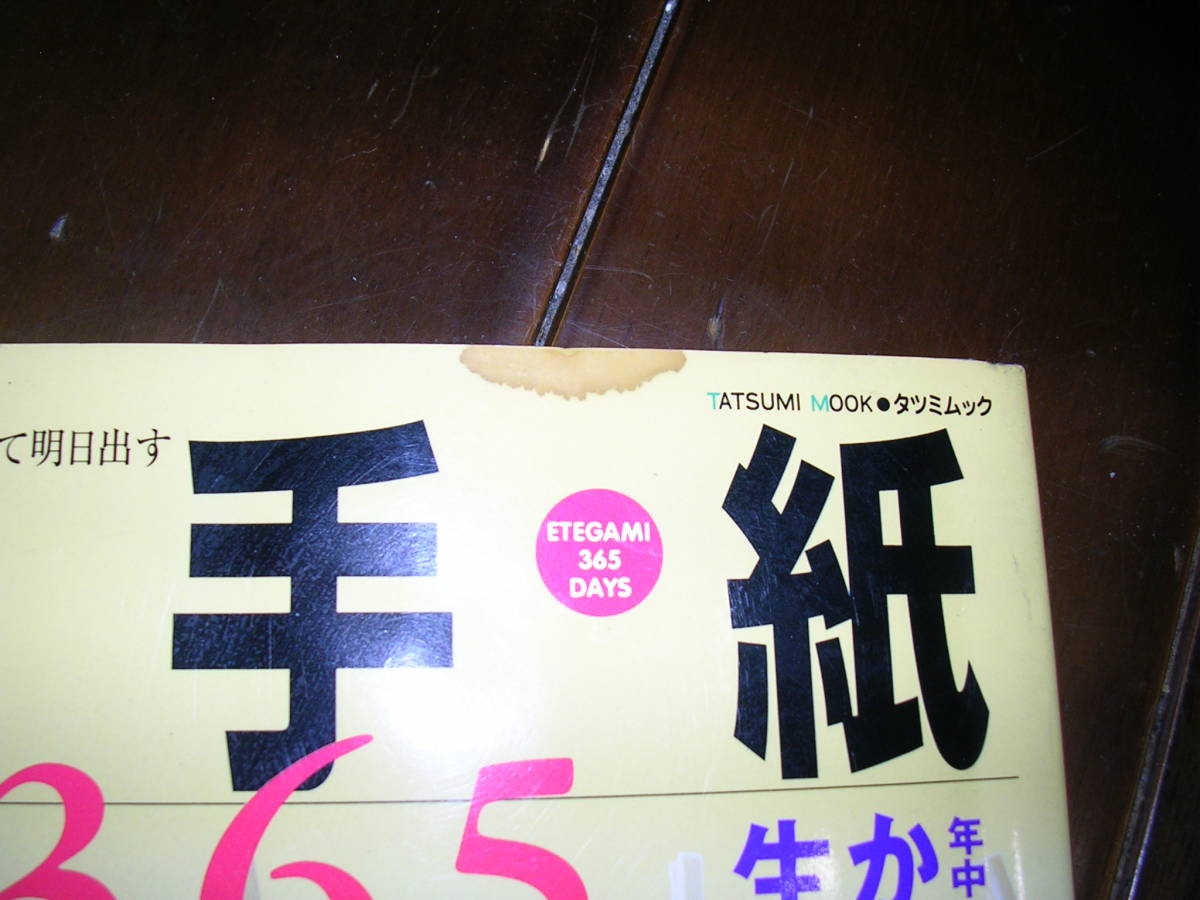 TATSUMI MOOK●タツミムック
て明日出す
手紙
ETEGAMI
365
DAYS
365
年中
生か